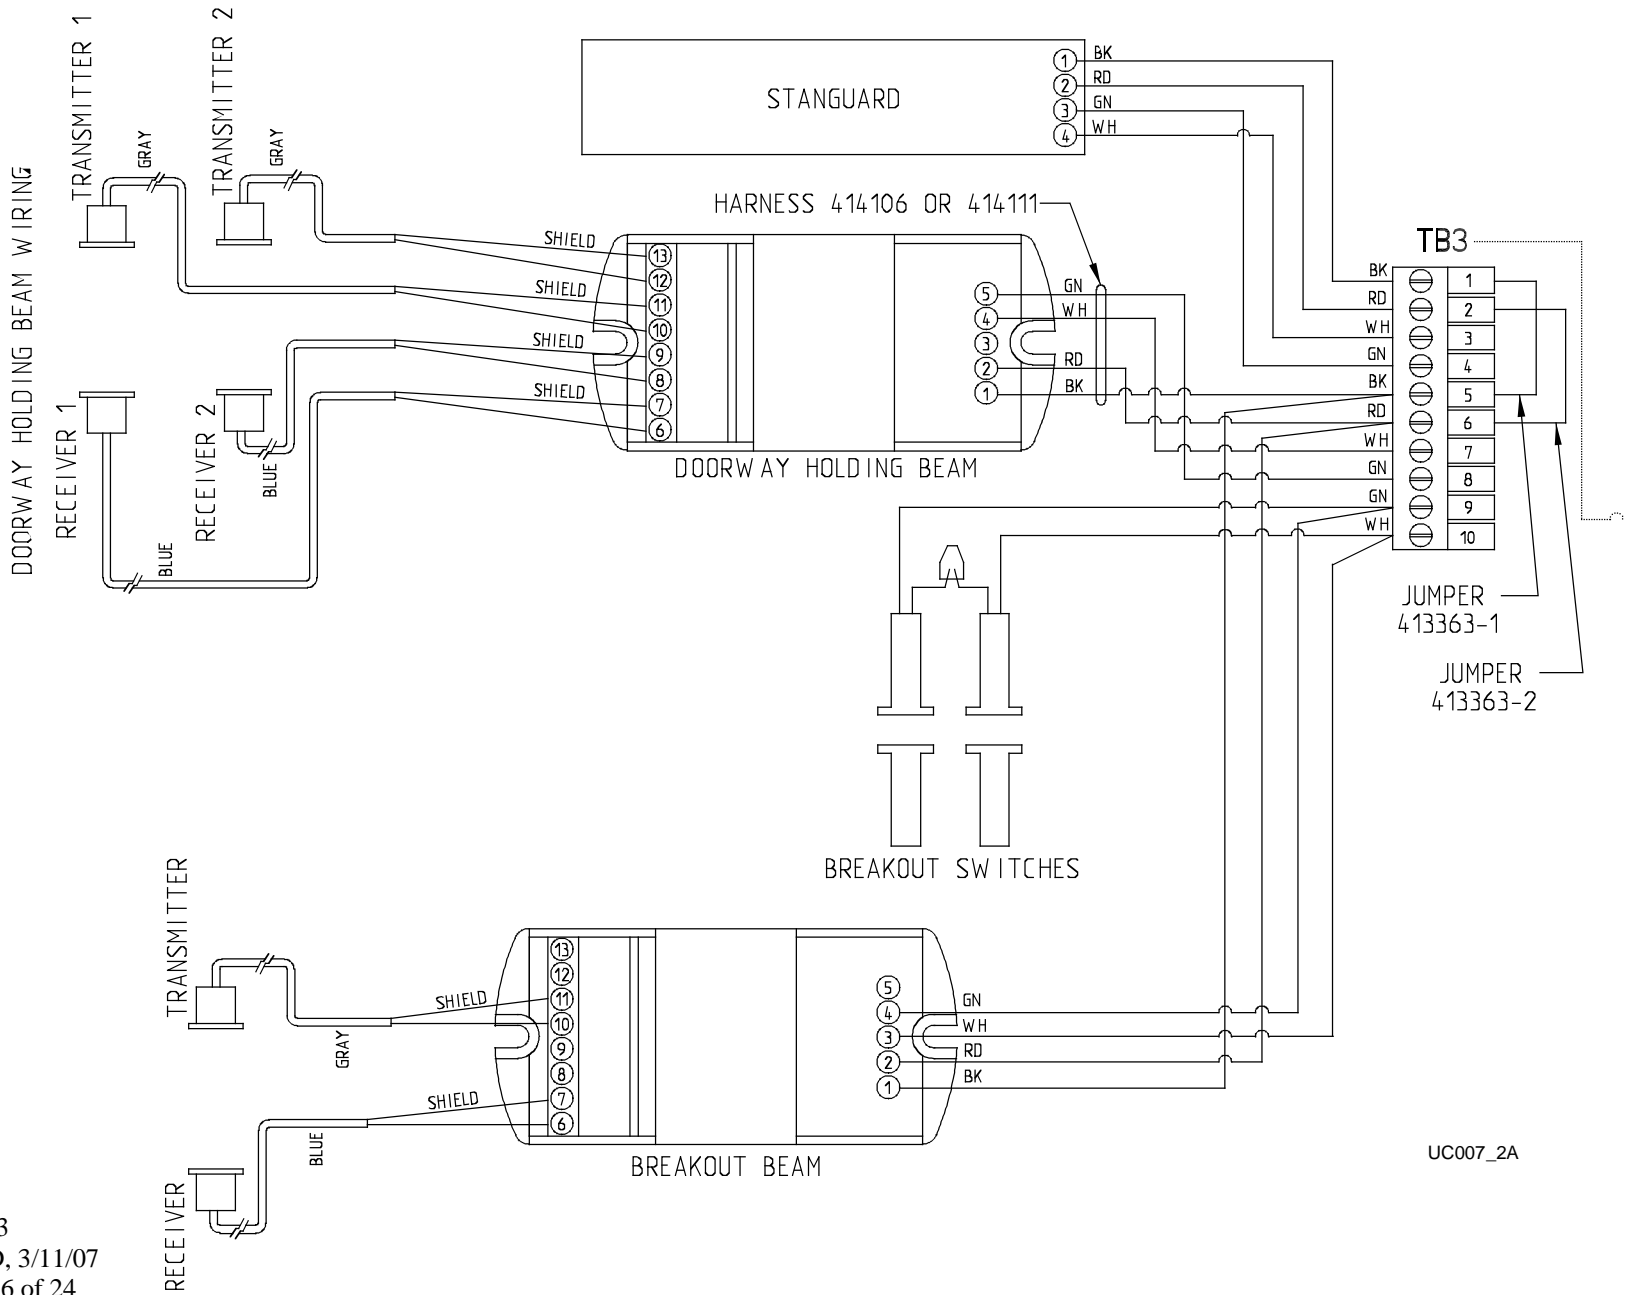 DOORWAY HOLDING BEAM WIRING
TRANSMITTER 1
GRAY
TRANSMITTER 2
GRAY
RECEIVER 1
BLUE
RECEIVER 2
BLUE
SHIELD
SHIELD
SHIELD
SHIELD
13
12
11
10
9
8
7
6
STANGUARD
1 BK
2 RD
3 GN
4 WH
HARNESS 414106 OR 414111
5 GN
4 WH
3
2 RD
1 BK
DOORWAY HOLDING BEAM
TB3
BK 1
RD 2
WH 3
GN 4
BK 5
RD 6
WH 7
GN 8
GN 9
WH 10
JUMPER
413363-1
JUMPER
413363-2
BREAKOUT SWITCHES
TRANSMITTER
GRAY
SHIELD
RECEIVER
BLUE
SHIELD
13
12
11
10
9
8
7
6
5
4 GN
3 WH
2 RD
1 BK
BREAKOUT BEAM
UC007_2A
3
, 3/11/07
6 of 24